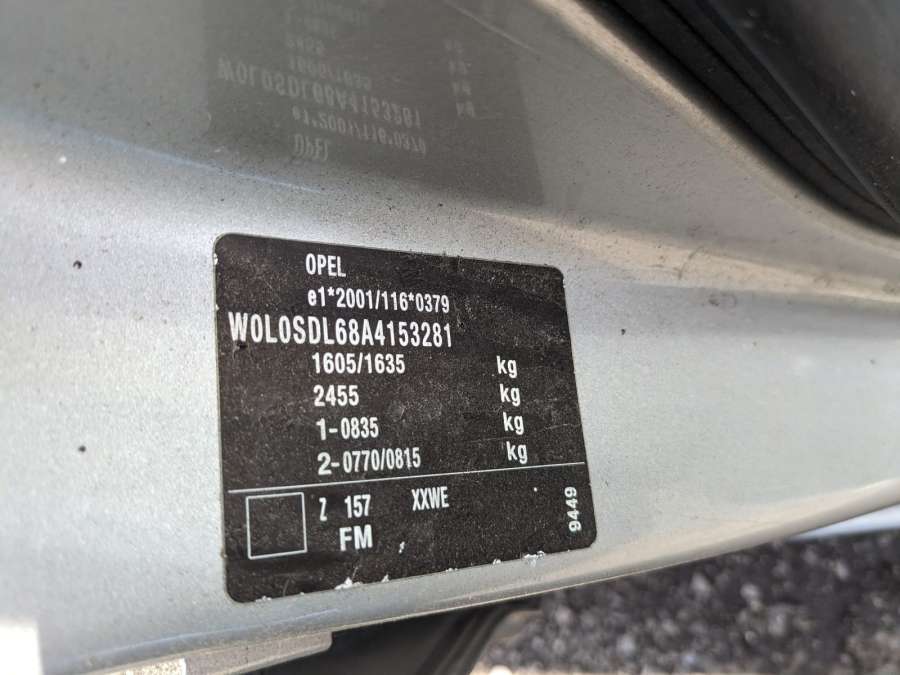 OPEL
e1*2001/116*0379
W0L0SDL68A4153281
1605/1635 kg
2455 kg
1-0835 kg
2-0770/0815 kg
Z 157 XXWE
FM
9449